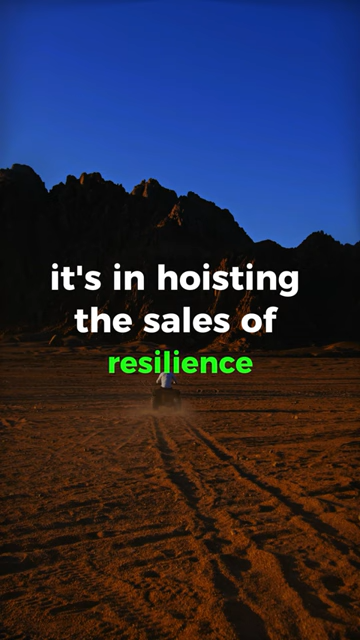 it's in hoisting
the sales of
resilience